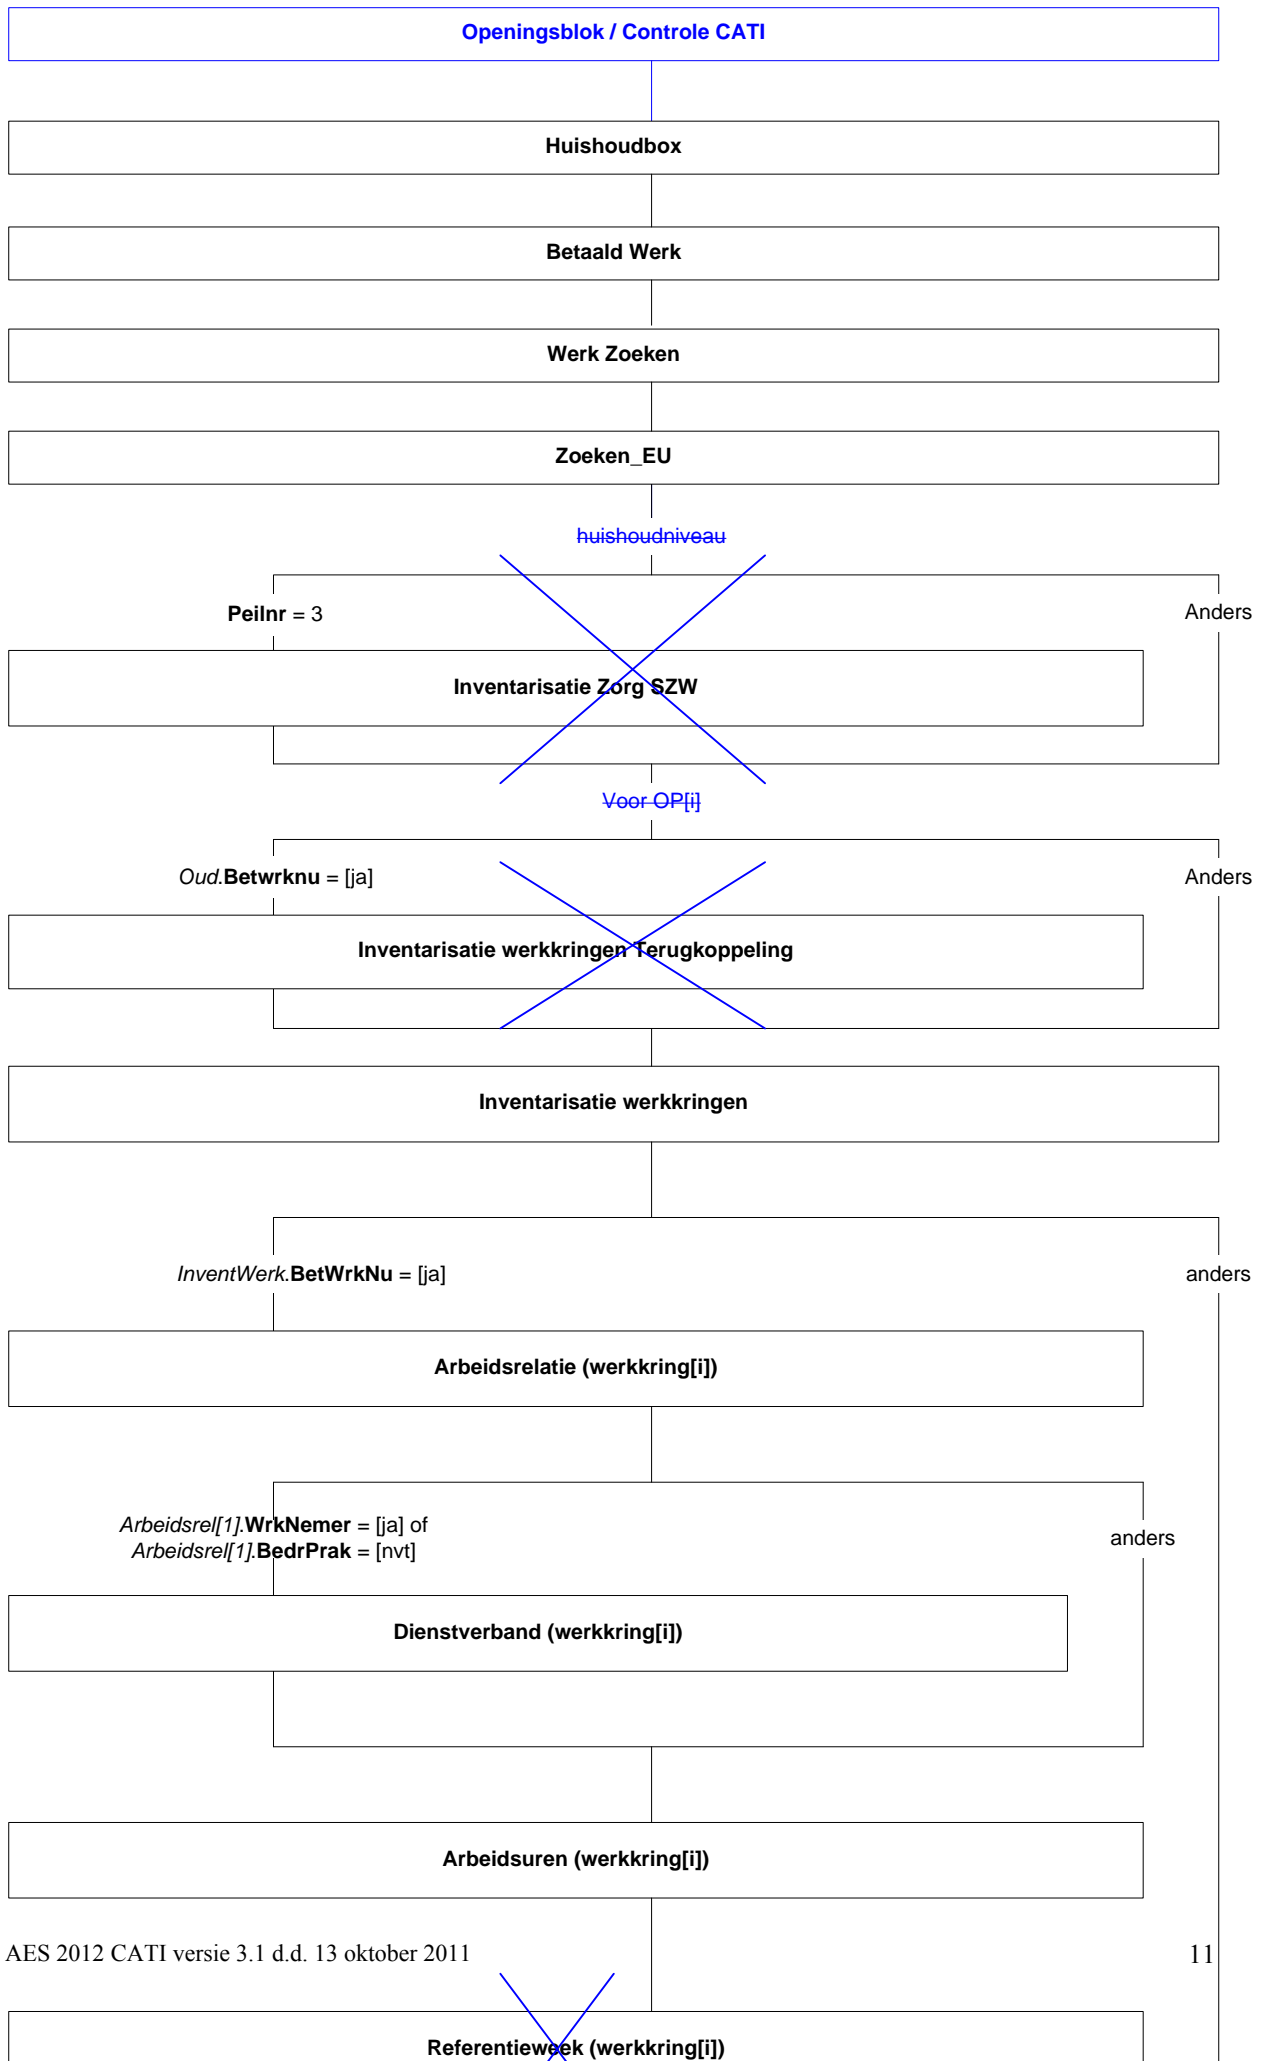 Openingsblok / Controle CATI
Huishoudbox
Betaald Werk
Werk Zoeken
Zoeken_EU
huishoudniveau
Peilnr = 3
Anders
Inventarisatie Zorg SZW
Voor OP[i]
Oud.Betwrknu = [ja]
Anders
Inventarisatie werkkringen Terugkoppeling
Inventarisatie werkkringen
InventWerk.BetWrkNu = [ja]
anders
Arbeidsrelatie (werkkring[i])
Arbeidsrel[1].WrkNemer = [ja] of
Arbeidsrel[1].BedrPrak = [nvt]
anders
Dienstverband (werkkring[i])
Arbeidsuren (werkkring[i])
AES 2012 CATI versie 3.1 d.d. 13 oktober 2011
11
Referentieweek (werkkring[i])